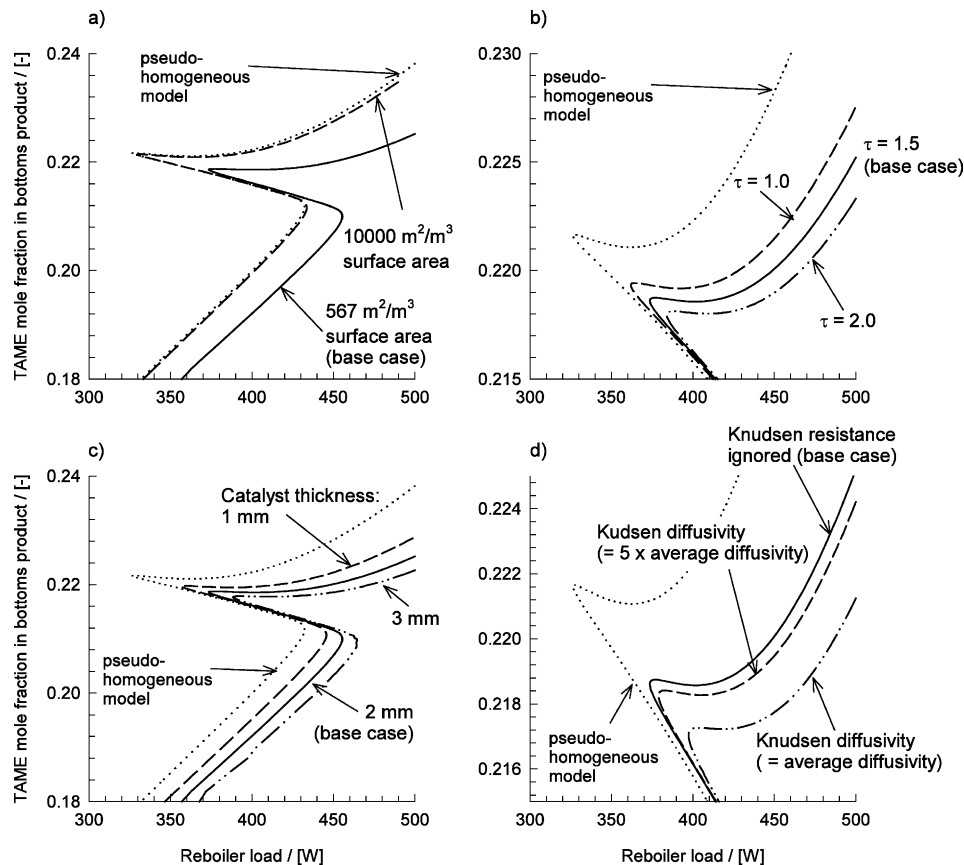 a)
b)
TAME mole fraction in bottoms product / [-]
0.24
0.22
0.20
0.18
300
350
400
450
500
pseudo-
homogeneous
model
10000 m²/m³
surface area
567 m²/m³
surface area
(base case)
0.230
0.225
0.220
0.215
300
350
400
450
500
pseudo-
homogeneous
model
τ = 1.5
(base case)
τ = 1.0
τ = 2.0
c)
d)
TAME mole fraction in bottoms product / [-]
0.24
0.22
0.20
0.18
300
350
400
450
500
Reboiler load / [W]
Catalyst thickness:
1 mm
3 mm
pseudo-
homogeneous
model
2 mm
(base case)
0.224
0.222
0.220
0.218
0.216
300
350
400
450
500
Reboiler load / [W]
Knudsen resistance
ignored (base case)
Kudsen diffusivity
(= 5 x average diffusivity)
pseudo-
homogeneous
model
Knudsen diffusivity
( = average diffusivity)